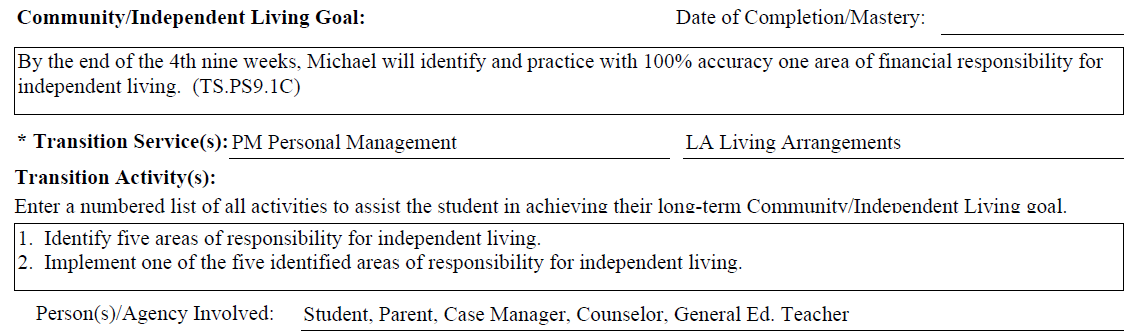 Community/Independent Living Goal: Date of Completion/Mastery:
By the end of the 4th nine weeks, Michael will identify and practice with 100% accuracy one area of financial responsibility for
independent living. (TS.PS9.1C)
* Transition Service(s): PM Personal Management LA Living Arrangements
Transition Activity(s):
Enter a numbered list of all activities to assist the student in achieving their long-term Community/Independent Living goal.
1. Identify five areas of responsibility for independent living.
2. Implement one of the five identified areas of responsibility for independent living.
Person(s)/Agency Involved: Student, Parent, Case Manager, Counselor, General Ed. Teacher